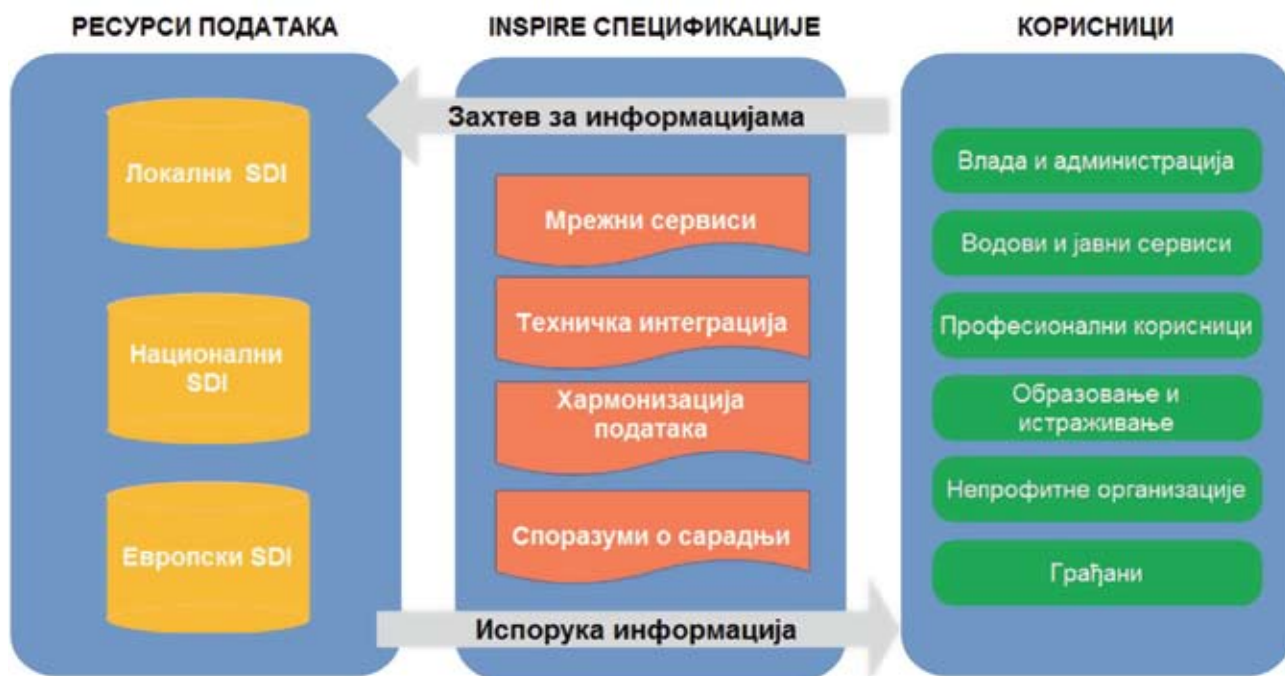 РЕСУРСИ ПОДАТАКА
Локални SDI
Национални
SDI
Европски SDI
INSPIRE СПЕЦИФИКАЦИЈЕ
Захтев за информацијама
Мрежни сервиси
Техничка интеграција
Хармонизација
података
Споразуми о сарадњи
Испорука информација
КОРИСНИЦИ
Влада и администрација
Водови и јавни сервиси
Професионални корисници
Образовање и
истраживање
Непрофитне организације
Грађани